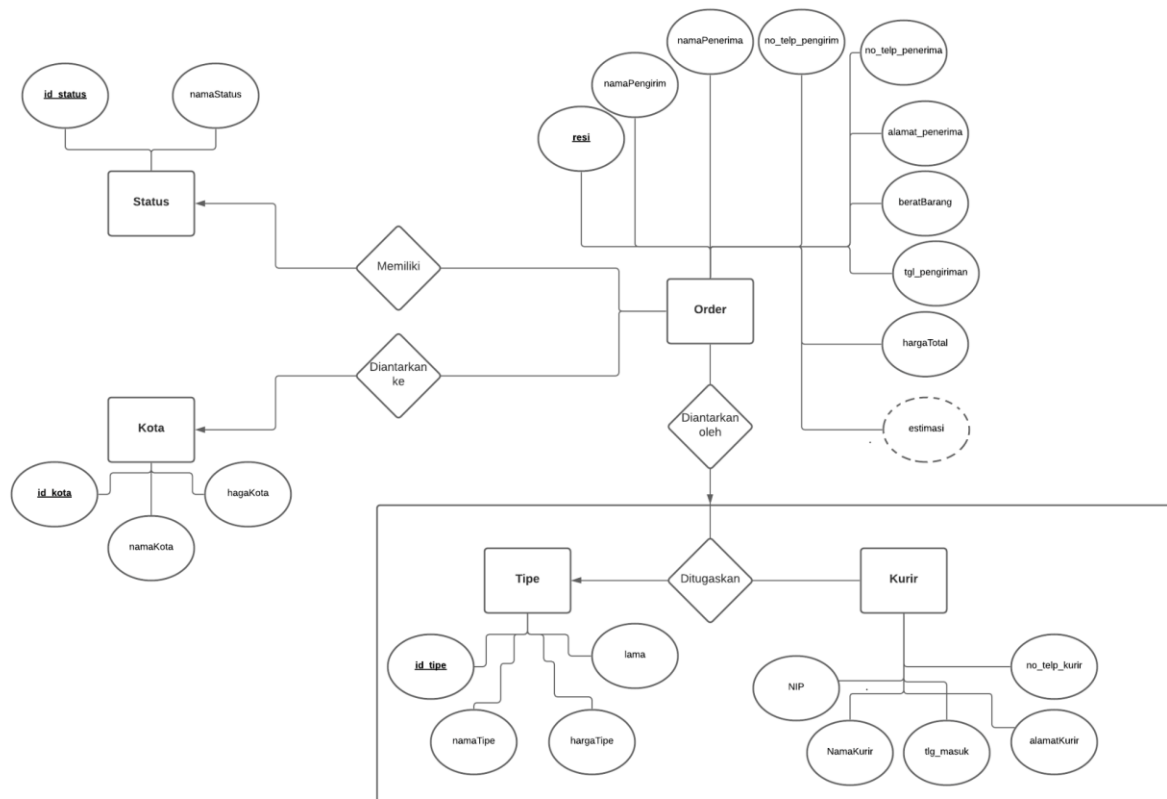 namaPenerima
no_telp_pengirim
no_telp_penerima
namaPengirim
id_status
namaStatus
resi
alamat_penerima
Status
beratBarang
Memiliki
tgl_pengiriman
Order
hargaTotal
Diantarkan
ke
Kota
Diantarkan
oleh
estimasi
id_kota
hagaKota
namaKota
Tipe
Ditugaskan
Kurir
id_tipe
lama
no_telp_kurir
NIP
namaTipe
hargaTipe
NamaKurir
tlg_masuk
alamatKurir